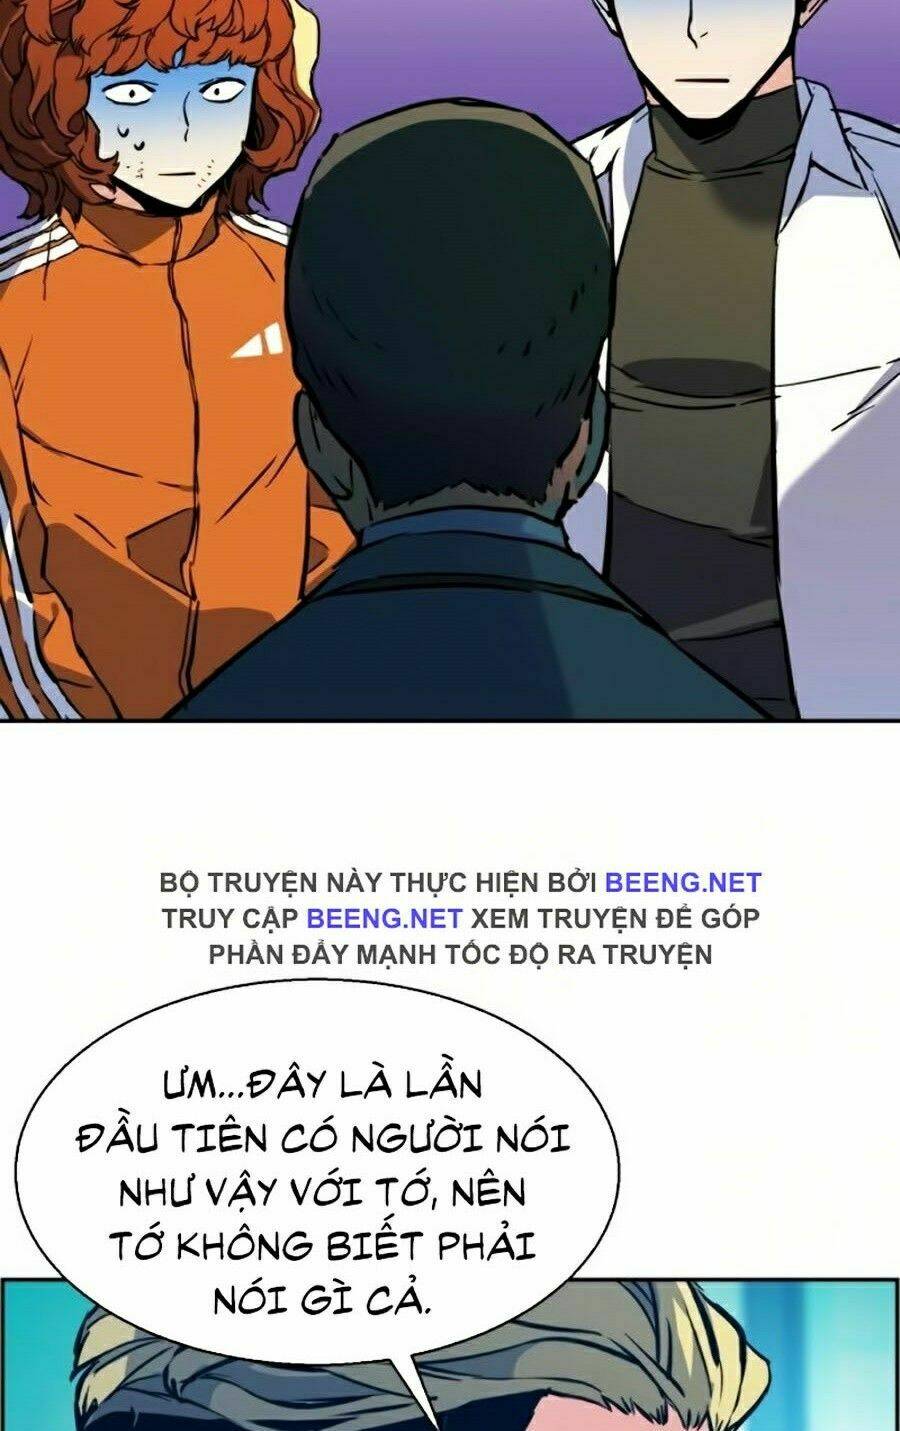 BỘ TRUYỆN NÀY THỰC HIỆN BỞI BEENG.NET
TRUY CẬP BEENG.NET XEM TRUYỆN ĐỂ GÓP
PHẦN ĐẨY MẠNH TỐC ĐỘ RA TRUYỆN
ƯM...ĐÂY LÀ LẦN
ĐẦU TIÊN CÓ NGƯỜI NÓI
NHƯ VẬY VỚI TỚ, NÊN
TỚ KHÔNG BIẾT PHẢI
NÓI GÌ CẢ.